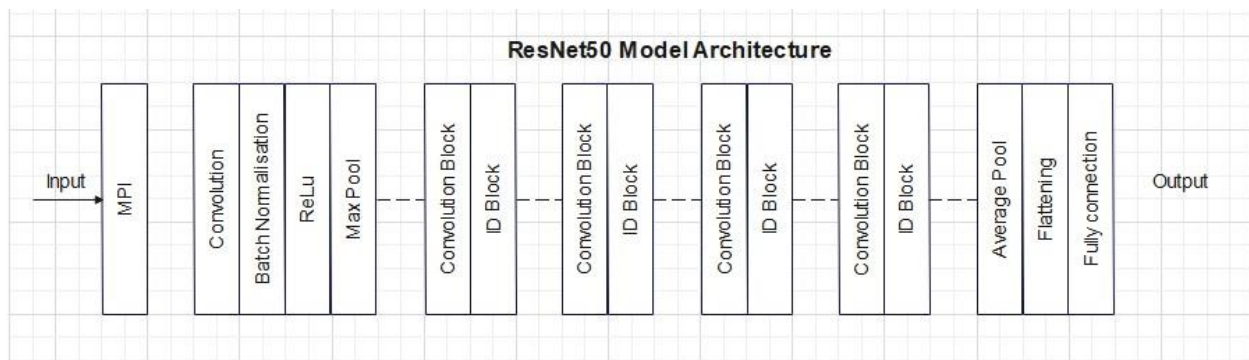 ResNet50 Model Architecture
Input
MPI
Convolution
Batch Normalisation
ReLu
Max Pool
Convolution Block
ID Block
Convolution Block
ID Block
Convolution Block
ID Block
Convolution Block
ID Block
Average Pool
Flattening
Fully connection
Output